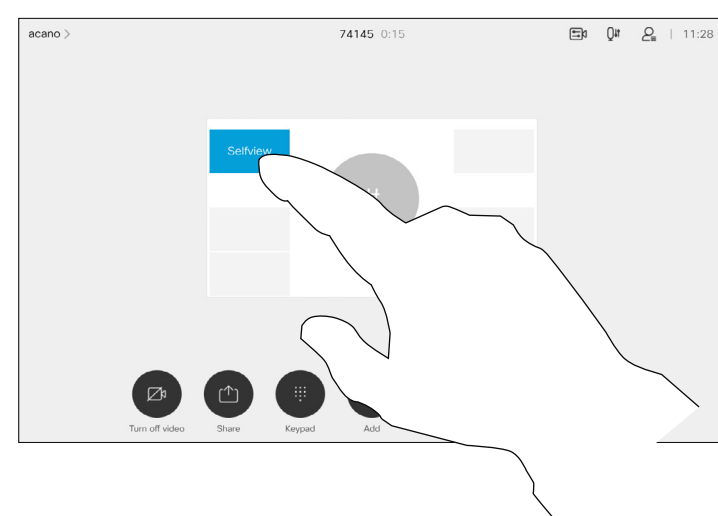 acano >
74145 0:15
11:28
Selfview
Turn off video
Share
Keypad
Add